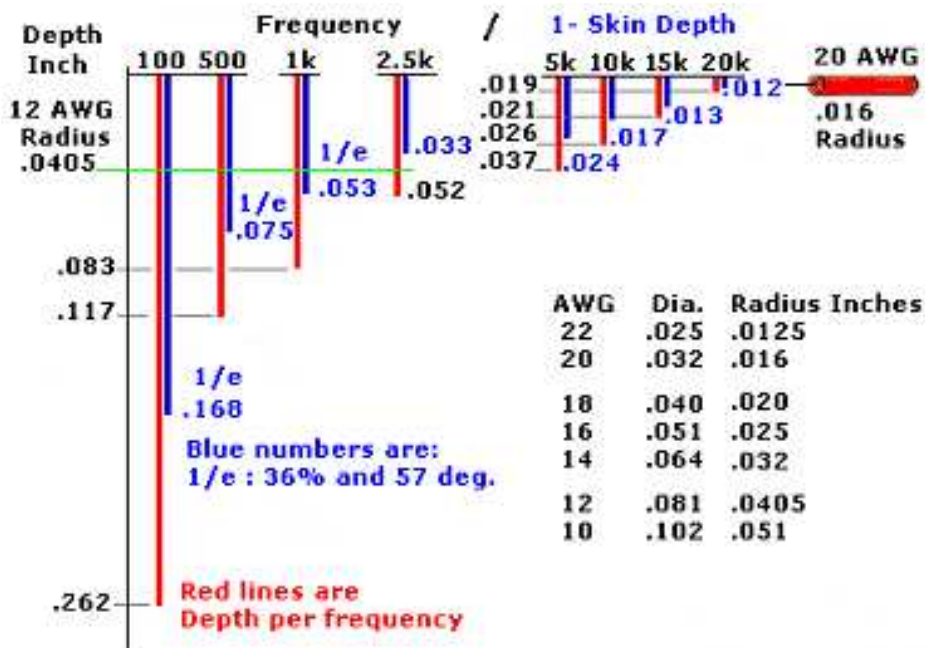 Frequency / 1- Skin Depth
Depth
Inch
100 500 1k 2.5k 5k 10k 15k 20k 20 AWG
12 AWG
Radius
.0405
.019
.021
.026
.037
.012
.013
.017
.024
.016
Radius
1/e
.033
.053
.052
1/e
.075
.083
.117
1/e
.168
Blue numbers are:
1/e : 36% and 57 deg.
.262
Red lines are
Depth per frequency
AWG Dia. Radius Inches
22 .025 .0125
20 .032 .016
18 .040 .020
16 .051 .025
14 .064 .032
12 .081 .0405
10 .102 .051